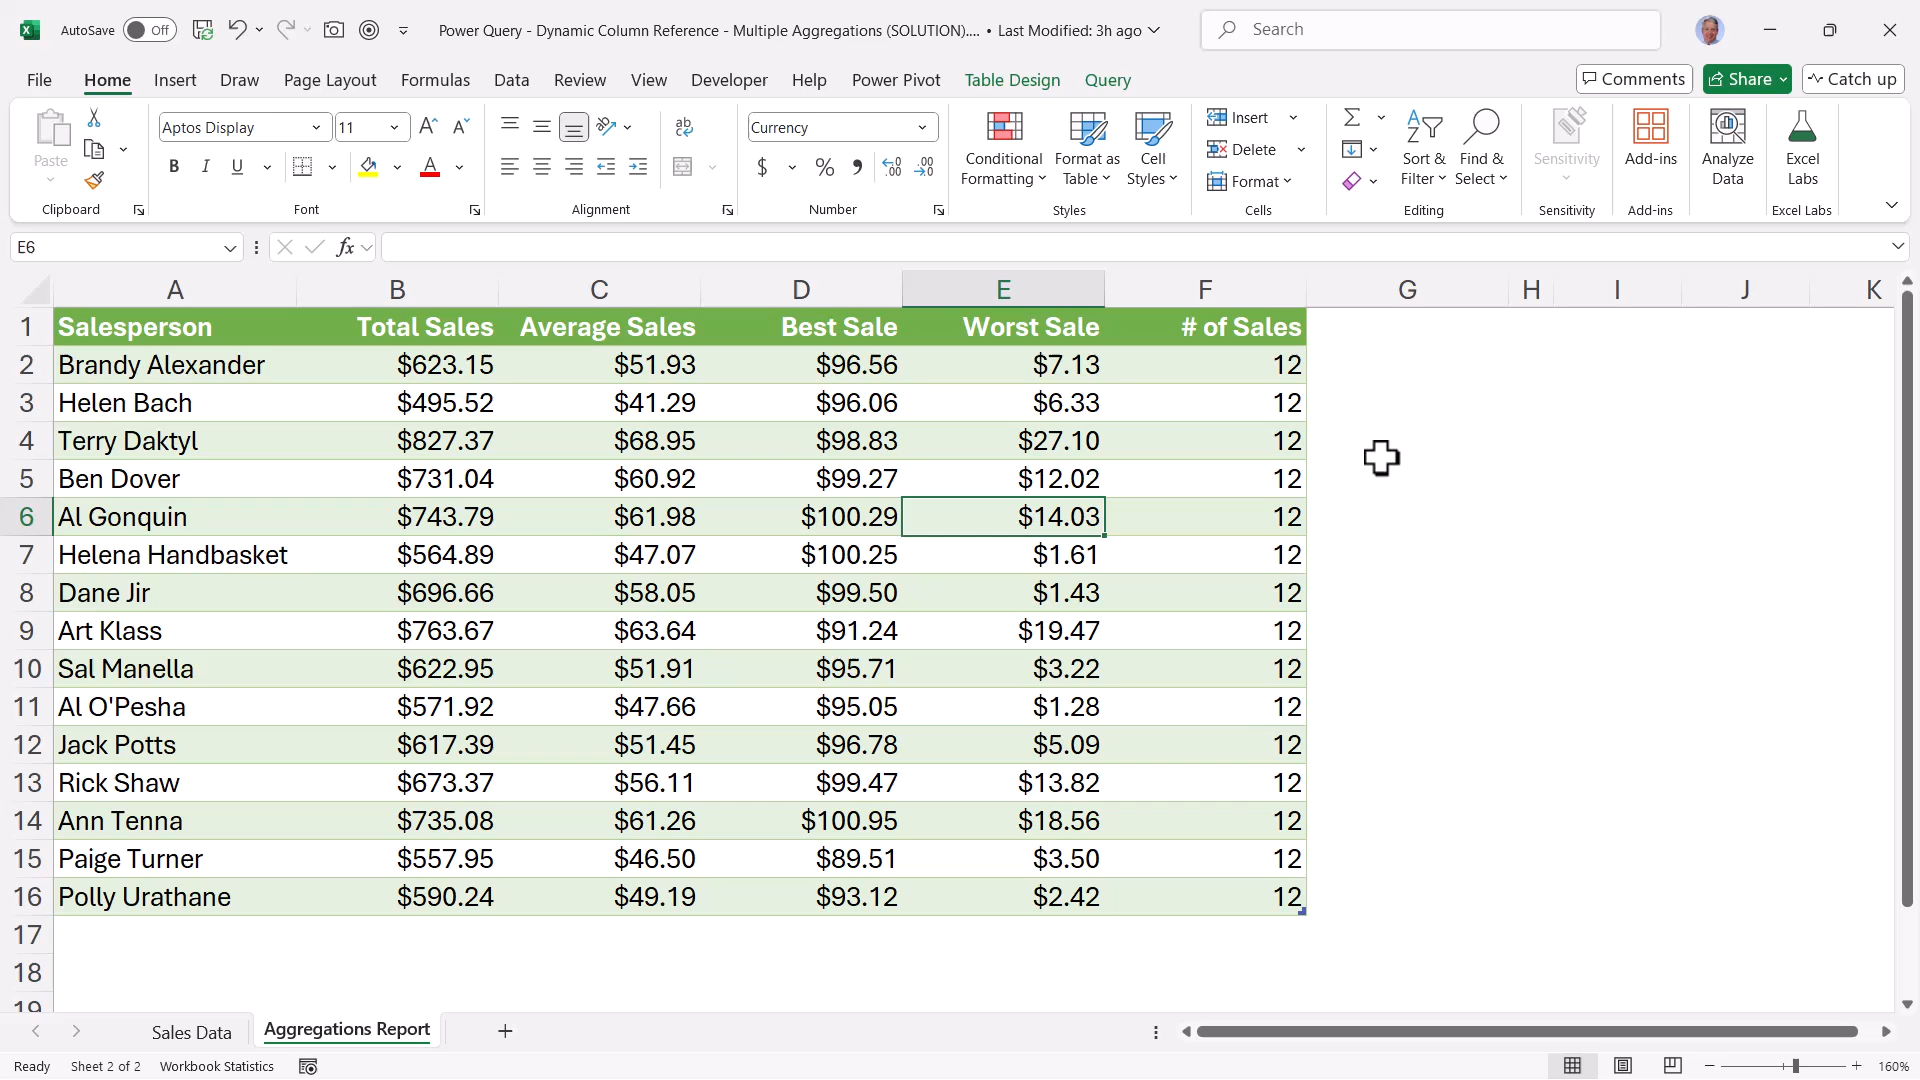 AutoSave Off Power Query - Dynamic Column Reference - Multiple Aggregations (SOLUTION).... • Last Modified: 3h ago Search
File Home Insert Draw Page Layout Formulas Data Review View Developer Help Power Pivot Table Design Query Comments Share Catch up
Paste
Clipboard
Aptos Display 11
B I U A
Font
ab
Alignment
Currency
$ % 9 .00
Number
Conditional Formatting
Format as Table
Cell Styles
Styles
Insert
Delete
Format
Cells
Sort & Filter
Find & Select
Editing
Sensitivity
Sensitivity
Add-ins
Add-ins
Analyze Data
Excel Labs
Excel Labs
E6 fx
A B C D E F G H I J K
1 Salesperson Total Sales Average Sales Best Sale Worst Sale # of Sales
2 Brandy Alexander $623.15 $51.93 $96.56 $7.13 12
3 Helen Bach $495.52 $41.29 $96.06 $6.33 12
4 Terry Daktyl $827.37 $68.95 $98.83 $27.10 12
5 Ben Dover $731.04 $60.92 $99.27 $12.02 12
6 Al Gonquin $743.79 $61.98 $100.29 $14.03 12
7 Helena Handbasket $564.89 $47.07 $100.25 $1.61 12
8 Dane Jir $696.66 $58.05 $99.50 $1.43 12
9 Art Klass $763.67 $63.64 $91.24 $19.47 12
10 Sal Manella $622.95 $51.91 $95.71 $3.22 12
11 Al O'Pesha $571.92 $47.66 $95.05 $1.28 12
12 Jack Potts $617.39 $51.45 $96.78 $5.09 12
13 Rick Shaw $673.37 $56.11 $99.47 $13.82 12
14 Ann Tenna $735.08 $61.26 $100.95 $18.56 12
15 Paige Turner $557.95 $46.50 $89.51 $3.50 12
16 Polly Urathane $590.24 $49.19 $93.12 $2.42 12
17
18
19
Sales Data Aggregations Report
Ready Sheet 2 of 2 Workbook Statistics 160%